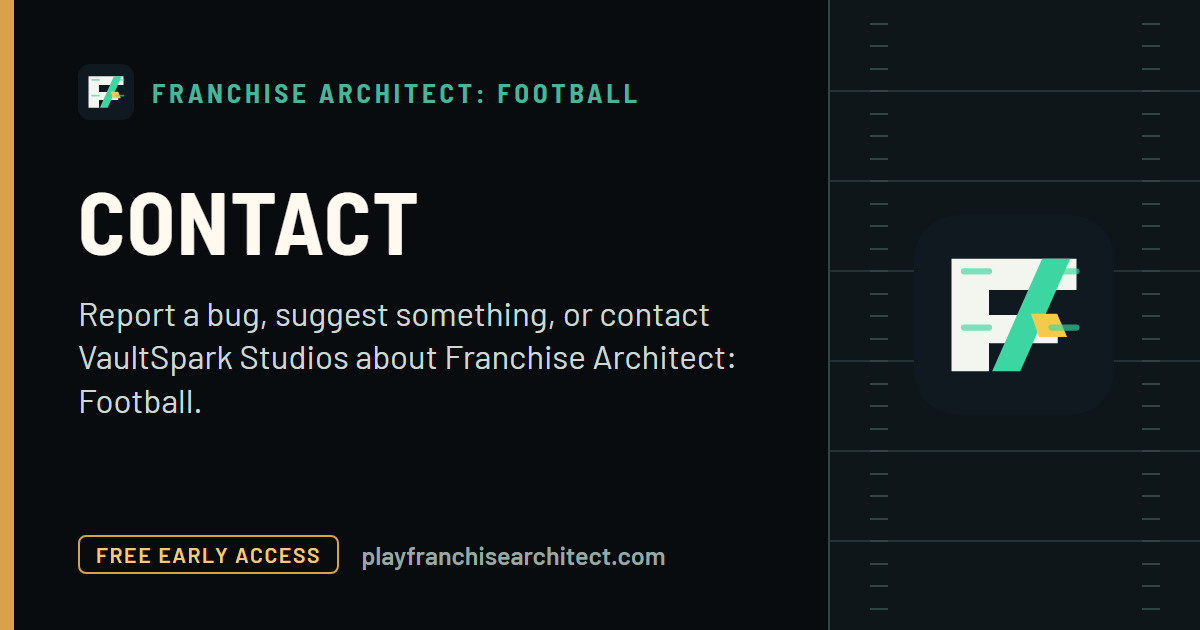 FRANCHISE ARCHITECT: FOOTBALL
CONTACT
Report a bug, suggest something, or contact
VaultSpark Studios about Franchise Architect:
Football.
FREE EARLY ACCESS
playfranchisearchitect.com